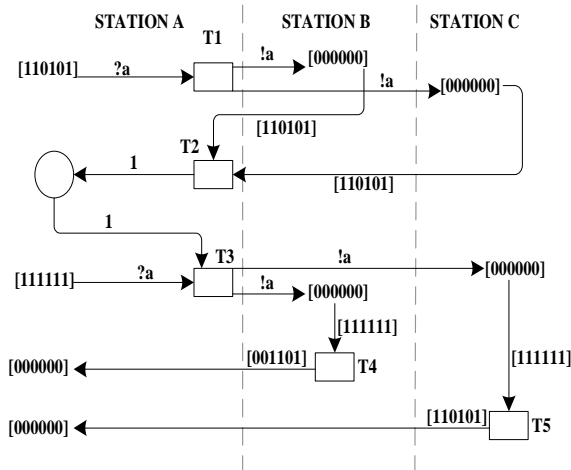 STATION A STATION B STATION C
T1
[110101] ?a !a [000000] !a [000000]
[110101]
T2
1 [110101]
1
T3 !a
[111111] ?a !a [000000] [000000]
[111111]
[000000] [001101] T4 [111111]
[000000] [110101] T5